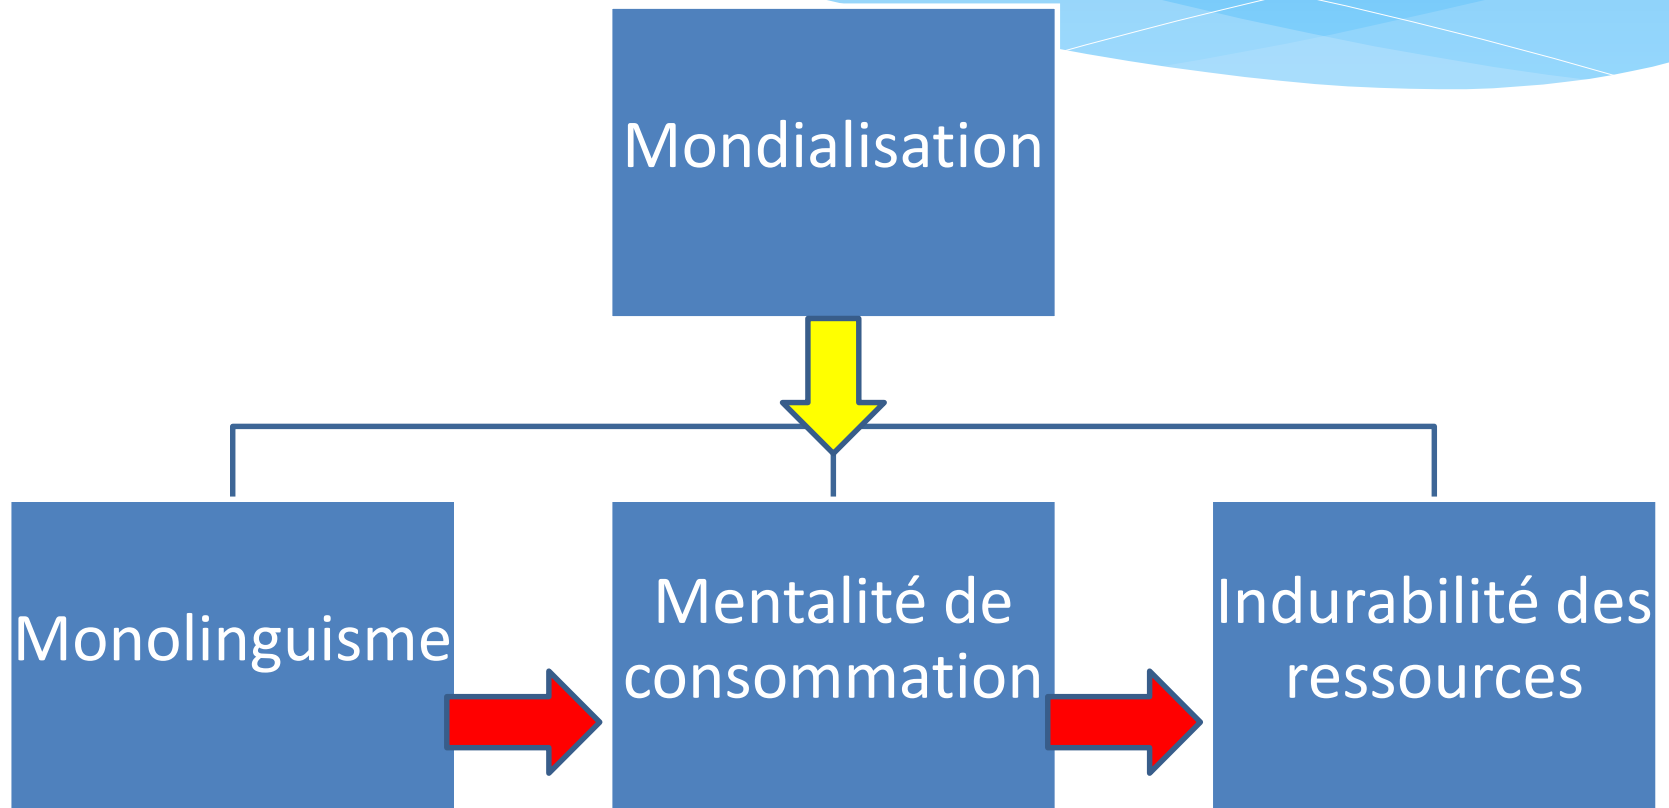 Mondialisation
Monolinguisme
Mentalité de
consommation
Indurabilité des
ressources